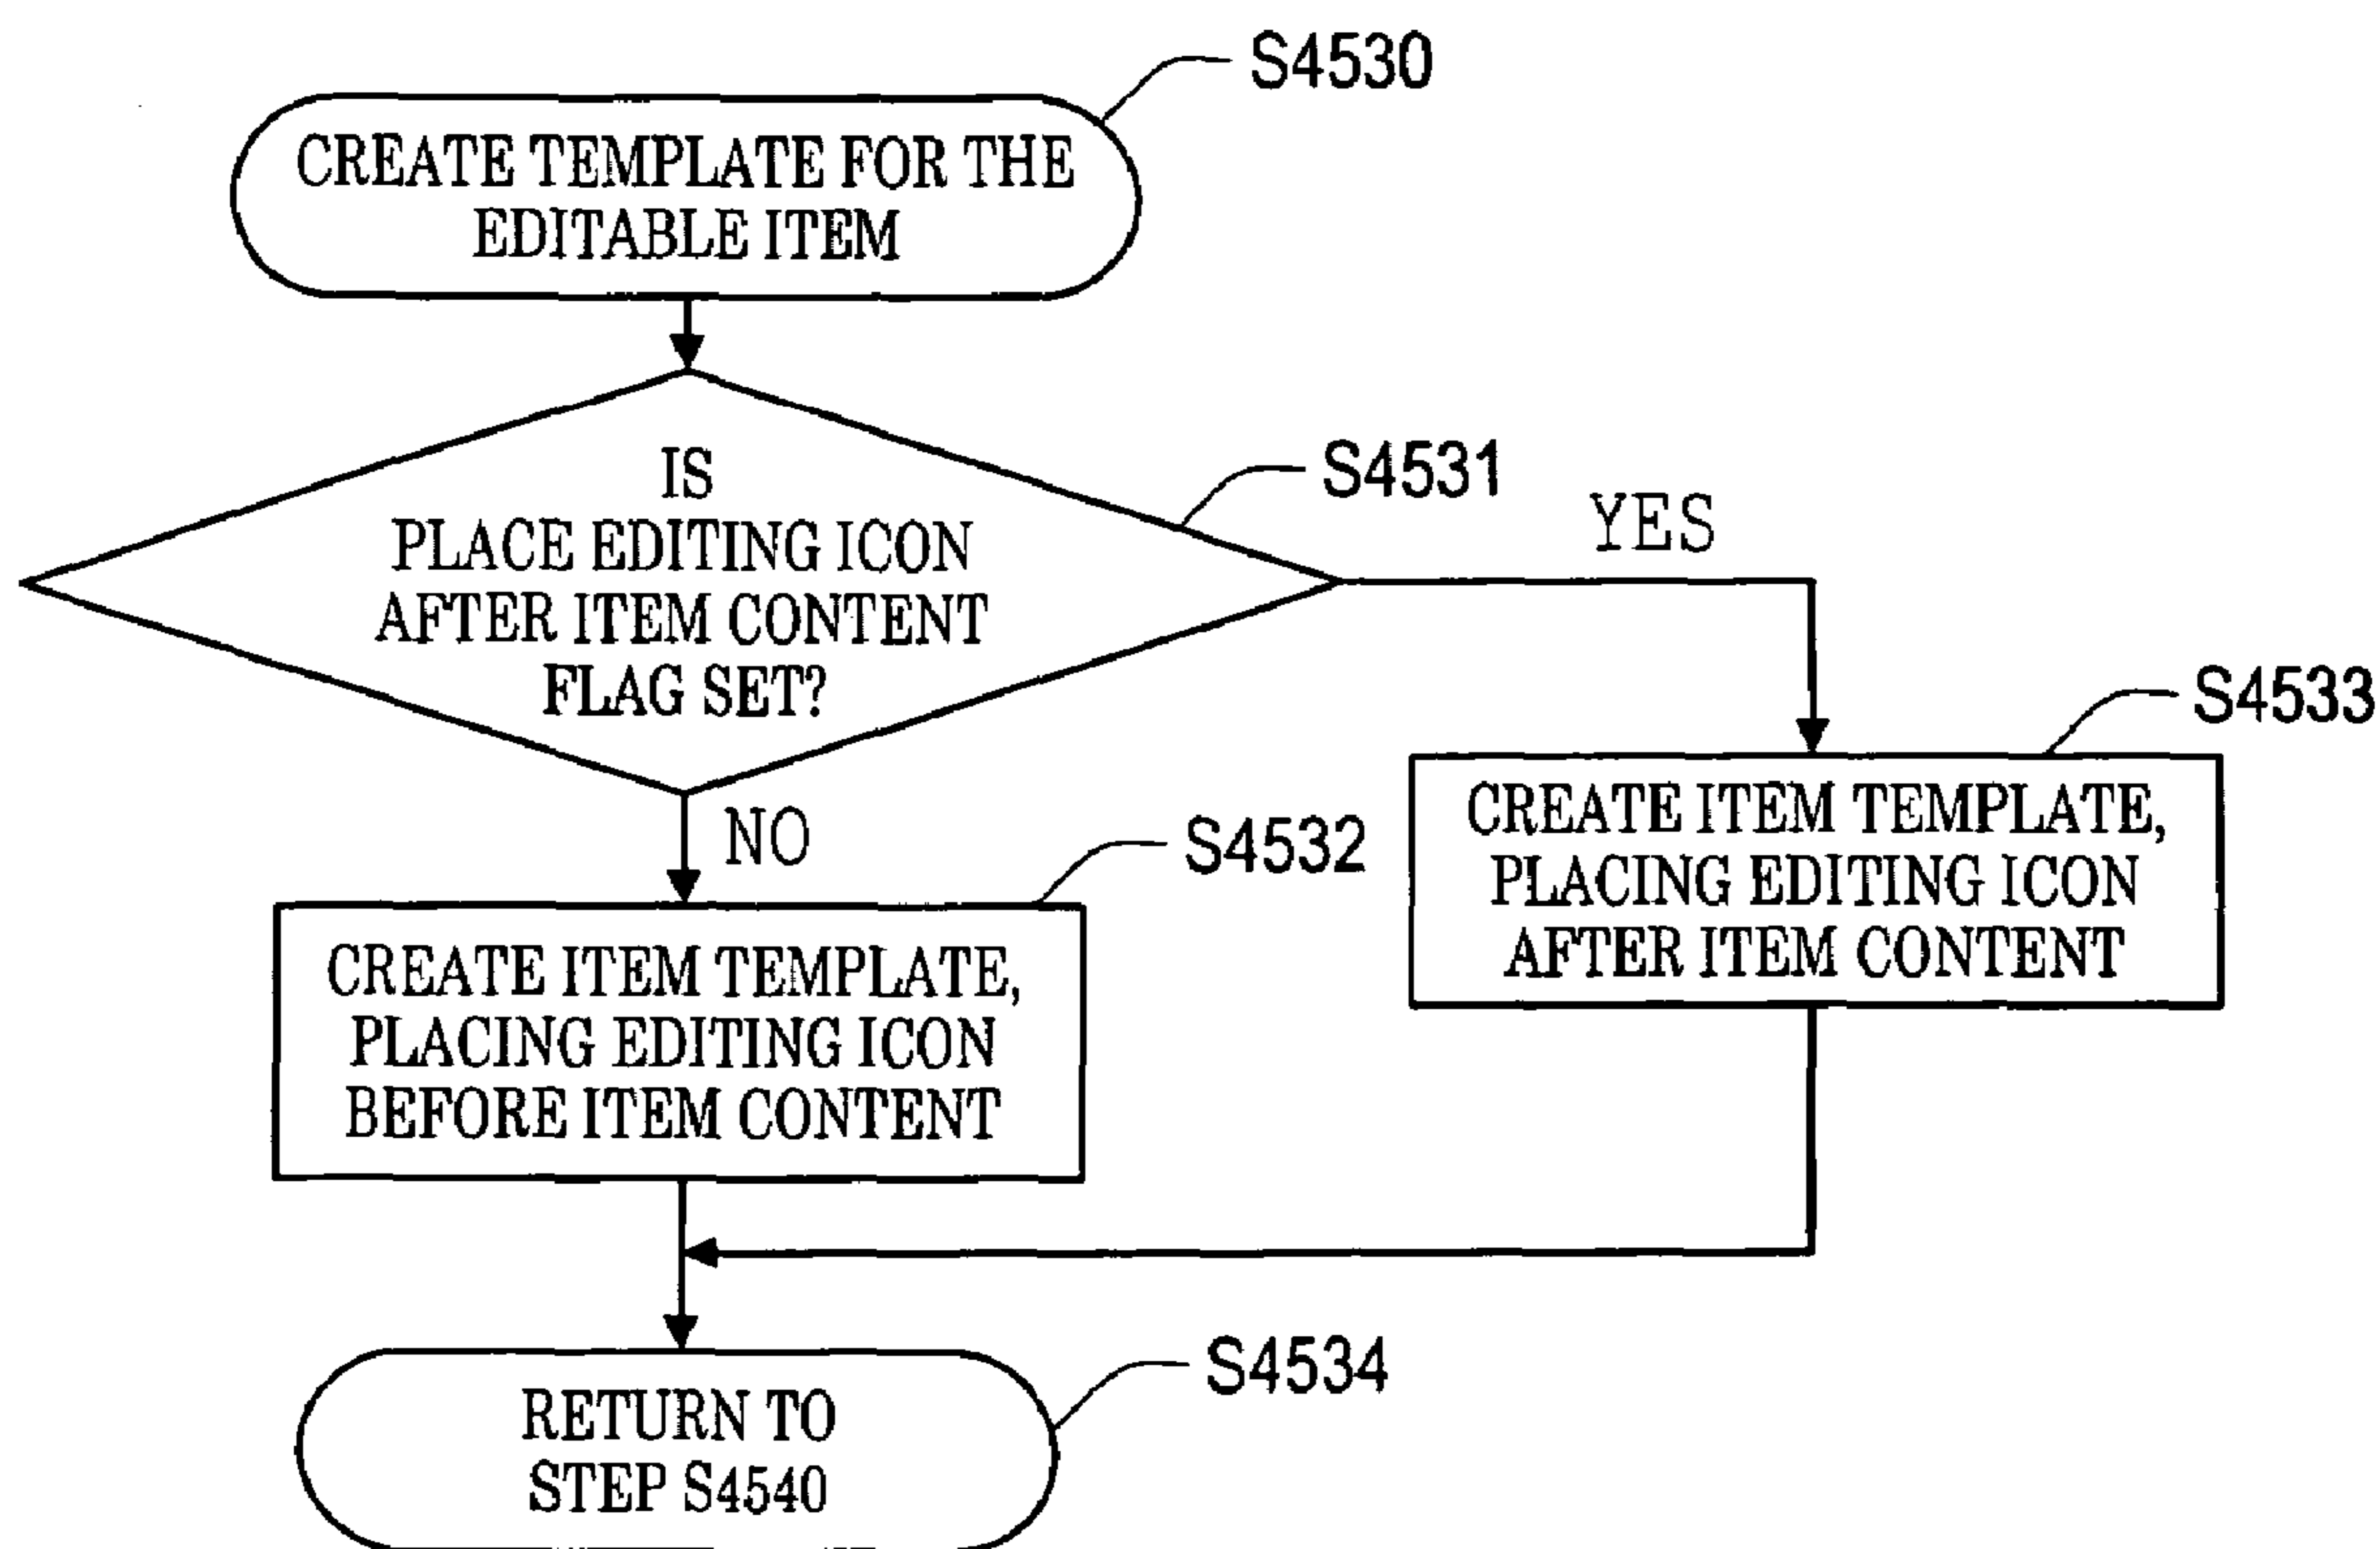 S4530
CREATE TEMPLATE FOR THE
EDITABLE ITEM
IS
PLACE EDITING ICON
AFTER ITEM CONTENT
FLAG SET?
S4531
YES
NO
S4532
CREATE ITEM TEMPLATE,
PLACING EDITING ICON
BEFORE ITEM CONTENT
S4533
CREATE ITEM TEMPLATE,
PLACING EDITING ICON
AFTER ITEM CONTENT
S4534
RETURN TO
STEP S4540